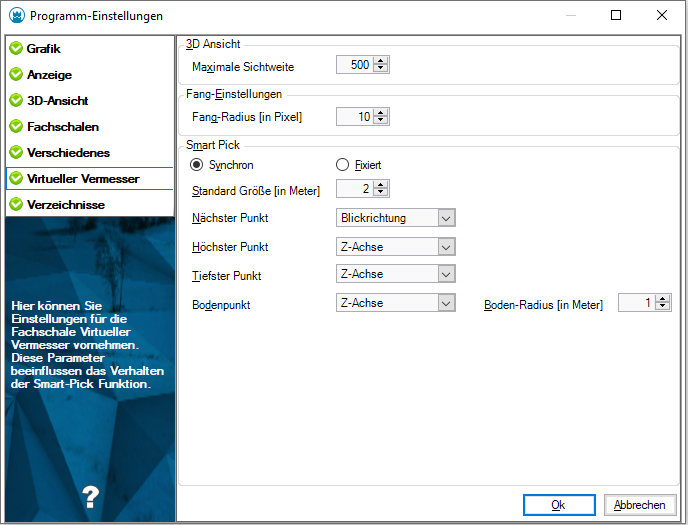 Programm-Einstellungen
Grafik
Anzeige
3D-Ansicht
Fachschalen
Verschiedenes
Virtueller Vermesser
Verzeichnisse
Hier können Sie
Einstellungen für die
Fachschale Virtueller
Vermesser vornehmen.
Diese Parameter
beeinflussen das Verhalten
der Smart-Pick Funktion.
?
3D Ansicht
Maximale Sichtweite 500
Fang-Einstellungen
Fang-Radius [in Pixel] 10
Smart Pick
Synchron Fixiert
Standard Größe [in Meter] 2
Nächster Punkt Blickrichtung
Höchster Punkt Z-Achse
Tiefster Punkt Z-Achse
Bodenpunkt Z-Achse Boden-Radius [in Meter] 1
Ok Abbrechen